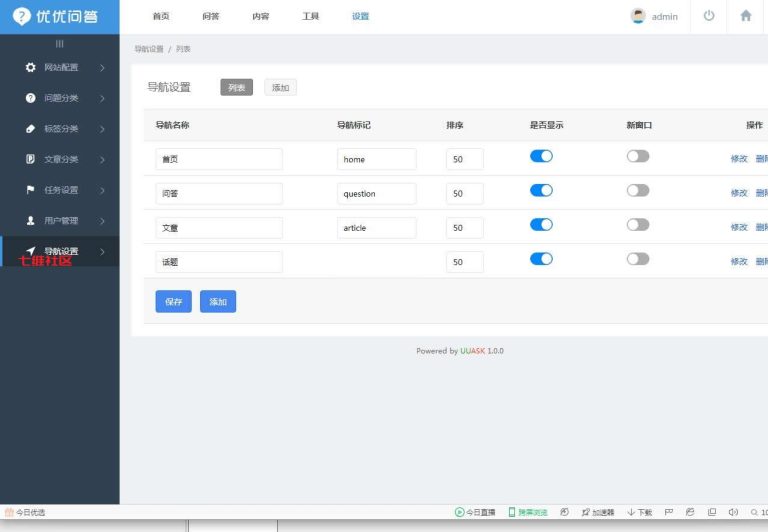 优优问答
首页 问答 内容 工具 设置 admin
导航设置 / 列表
网站配置
问题分类
标签分类
文章分类
任务设置
用户管理
导航设置
七维社区
导航设置 列表 添加
导航名称 导航标记 排序 是否显示 新窗口 操作
首页 home 50 修改 删除
问答 question 50 修改 删除
文章 article 50 修改 删除
话题 50 修改 删除
保存 添加
Powered by UUASK 1.0.0
今日优选 今日直播 跨屏浏览 加速器 下载 10